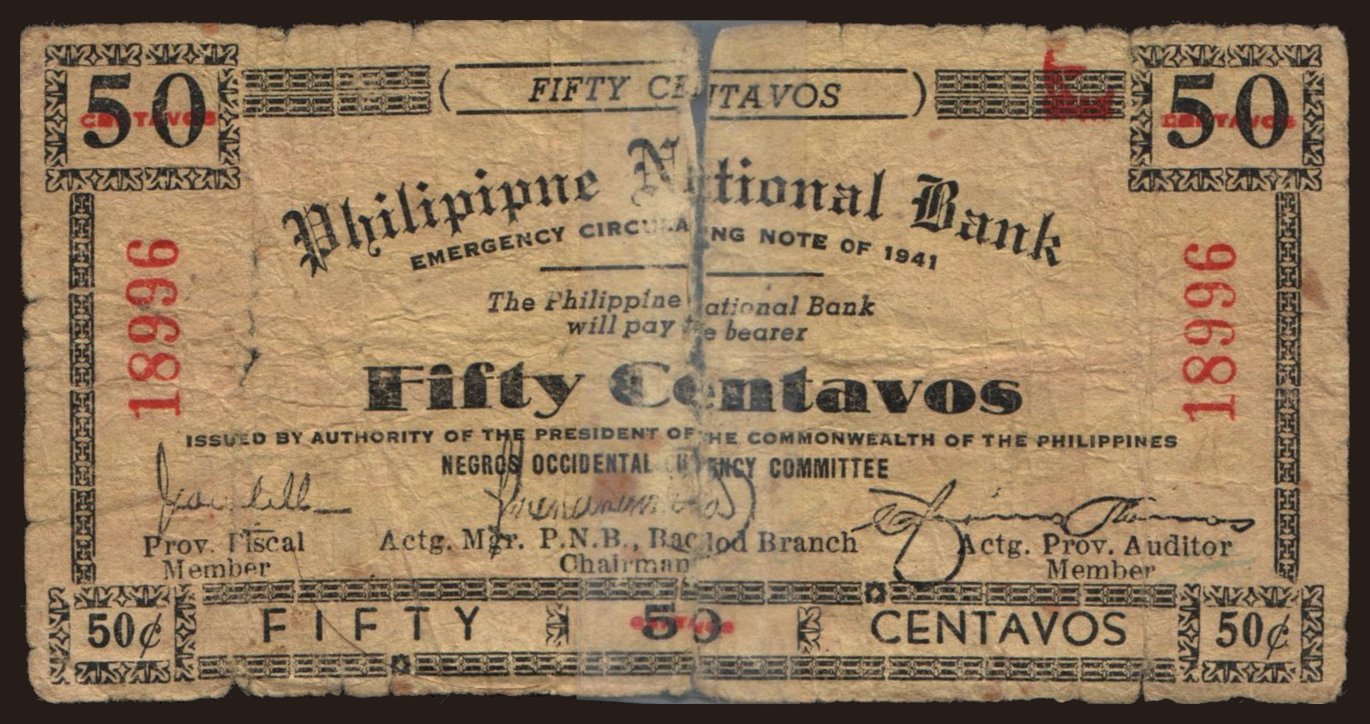 50 FIFTY CENTAVOS 50
CENTAVOS CENTAVOS
Philipipne National Bank
EMERGENCY CIRCULATING NOTE OF 1941
The Philippine National Bank
will pay the bearer
18996 18996
Fifty Centavos
ISSUED BY AUTHORITY OF THE PRESIDENT OF THE COMMONWEALTH OF THE PHILIPPINES
NEGROS OCCIDENTAL CURRENCY COMMITTEE
Prov. Fiscal Actg. Mgr. P.N.B., Bacolod Branch Actg. Prov. Auditor
Member Chairman Member
50¢ FIFTY 50 CENTAVOS 50¢
CENTAVOS